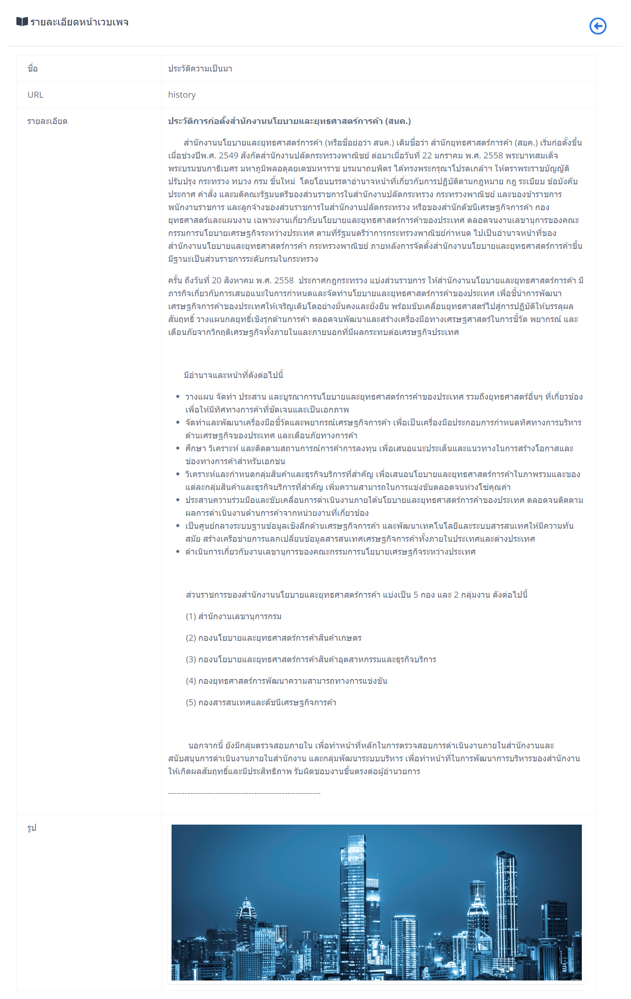 รายละเอียดหน้าเวบเพจ
ชื่อ
ประวัติความเป็นมา
URL
history
รายละเอียด
ประวัติการก่อตั้งสำนักงานนโยบายและยุทธศาสตร์การค้า (สนค.)
สำนักงานนโยบายและยุทธศาสตร์การค้า (หรือชื่อย่อว่า สนค.) เดิมชื่อว่า สำนักยุทธศาสตร์การค้า (สยค.) เริ่มก่อตั้งขึ้น
เมื่อช่วงปีพ.ศ. 2549 สังกัดสำนักงานปลัดกระทรวงพาณิชย์ ต่อมาเมื่อวันที่ 22 มกราคม พ.ศ. 2558 พระบาทสมเด็จ
พระบรมชนกาธิเบศร มหาภูมิพลอดุลยเดชมหาราช บรมนาถบพิตร ได้ทรงพระกรุณาโปรดเกล้าฯ ให้ตราพระราชบัญญัติ
ปรับปรุง กระทรวง ทบวง กรม ขึ้นใหม่  โดยโอนบรรดาอำนาจหน้าที่เกี่ยวกับการปฏิบัติตามกฎหมาย กฎ ระเบียบ ข้อบังคับ
ประกาศ คำสั่ง และมติคณะรัฐมนตรีของส่วนราชการในสำนักงานปลัดกระทรวง กระทรวงพาณิชย์ และของข้าราชการ
พนักงานราชการ และลูกจ้างของส่วนราชการในสำนักงานปลัดกระทรวง หรือของสำนักดัชนีเศรษฐกิจการค้า กอง
ยุทธศาสตร์และแผนงาน เฉพาะงานเกี่ยวกับนโยบายและยุทธศาสตร์การค้าของประเทศ ตลอดจนงานเลขานุการของคณะ
กรรมการนโยบายเศรษฐกิจระหว่างประเทศ ตามที่รัฐมนตรีว่าการกระทรวงพาณิชย์กำหนด ไปเป็นอำนาจหน้าที่ของ
สำนักงานนโยบายและยุทธศาสตร์การค้า กระทรวงพาณิชย์ ภายหลังการจัดตั้งสำนักงานนโยบายและยุทธศาสตร์การค้าขึ้น
มีฐานะเป็นส่วนราชการระดับกรมในกระทรวง
ครั้น ถึงวันที่ 20 สิงหาคม พ.ศ. 2558  ประกาศกฎกระทรวง แบ่งส่วนราชการ ให้สำนักงานนโยบายและยุทธศาสตร์การค้า มี
ภารกิจเกี่ยวกับการเสนอแนะในการกำหนดและจัดทำนโยบายและยุทธศาสตร์การค้าของประเทศ เพื่อชี้นำการพัฒนา
เศรษฐกิจการค้าของประเทศให้เจริญเติบโตอย่างมั่นคงและยั่งยืน พร้อมขับเคลื่อนยุทธศาสตร์ไปสู่การปฏิบัติให้บรรลุผล
สัมฤทธิ์ วางแผนกลยุทธ์เชิงรุกด้านการค้า ตลอดจนพัฒนาและสร้างเครื่องมือทางเศรษฐศาสตร์ในการชี้วัด พยากรณ์ และ
เตือนภัยจากวิกฤติเศรษฐกิจทั้งภายในและภายนอกที่มีผลกระทบต่อเศรษฐกิจประเทศ
มีอำนาจและหน้าที่ดังต่อไปนี้
• วางแผน จัดทำ ประสาน และบูรณาการนโยบายและยุทธศาสตร์การค้าของประเทศ รวมถึงยุทธศาสตร์อื่นๆ ที่เกี่ยวข้อง
เพื่อให้มีทิศทางการค้าที่ชัดเจนและเป็นเอกภาพ
• จัดทำและพัฒนาเครื่องมือชี้วัดและพยากรณ์เศรษฐกิจการค้า เพื่อเป็นเครื่องมือประกอบการกำหนดทิศทางการบริหาร
ด้านเศรษฐกิจของประเทศ และเตือนภัยทางการค้า
• ศึกษา วิเคราะห์ และติดตามสถานการณ์การค้าการลงทุน เพื่อเสนอแนะประเด็นและแนวทางในการสร้างโอกาสและ
ช่องทางการค้าสำหรับเอกชน
• วิเคราะห์และกำหนดกลุ่มสินค้าและธุรกิจบริการที่สำคัญ เพื่อเสนอนโยบายและยุทธศาสตร์การค้าในภาพรวมและของ
แต่ละกลุ่มสินค้าและธุรกิจบริการที่สำคัญ เพิ่มความสามารถในการแข่งขันตลอดจนห่วงโซ่คุณค่า
• ประสานความร่วมมือและขับเคลื่อนการดำเนินงานภายใต้นโยบายและยุทธศาสตร์การค้าของประเทศ ตลอดจนติดตาม
ผลการดำเนินงานด้านการค้าจากหน่วยงานที่เกี่ยวข้อง
• เป็นศูนย์กลางระบบฐานข้อมูลเชิงลึกด้านเศรษฐกิจการค้า และพัฒนาเทคโนโลยีและระบบสารสนเทศให้มีความทัน
สมัย สร้างเครือข่ายการแลกเปลี่ยนข้อมูลสารสนเทศเศรษฐกิจการค้าทั้งภายในประเทศและต่างประเทศ
• ดำเนินการเกี่ยวกับงานเลขานุการของคณะกรรมการนโยบายเศรษฐกิจระหว่างประเทศ
ส่วนราชการของสำนักงานนโยบายและยุทธศาสตร์การค้า แบ่งเป็น 5 กอง และ 2 กลุ่มงาน ดังต่อไปนี้
(1) สำนักงานเลขานุการกรม
(2) กองนโยบายและยุทธศาสตร์การค้าสินค้าเกษตร
(3) กองนโยบายและยุทธศาสตร์การค้าสินค้าอุตสาหกรรมและธุรกิจบริการ
(4) กองยุทธศาสตร์การพัฒนาความสามารถทางการแข่งขัน
(5) กองสารสนเทศและดัชนีเศรษฐกิจการค้า
นอกจากนี้ ยังมีกลุ่มตรวจสอบภายใน เพื่อทำหน้าที่หลักในการตรวจสอบการดำเนินงานภายในสำนักงานและ
สนับสนุนการดำเนินงานภายในสำนักงาน และกลุ่มพัฒนาระบบบริหาร เพื่อทำหน้าที่ในการพัฒนาการบริหารของสำนักงาน
ให้เกิดผลสัมฤทธิ์และมีประสิทธิภาพ รับผิดชอบงานขึ้นตรงต่อผู้อำนวยการ
-------------------------------------------------------
รูป